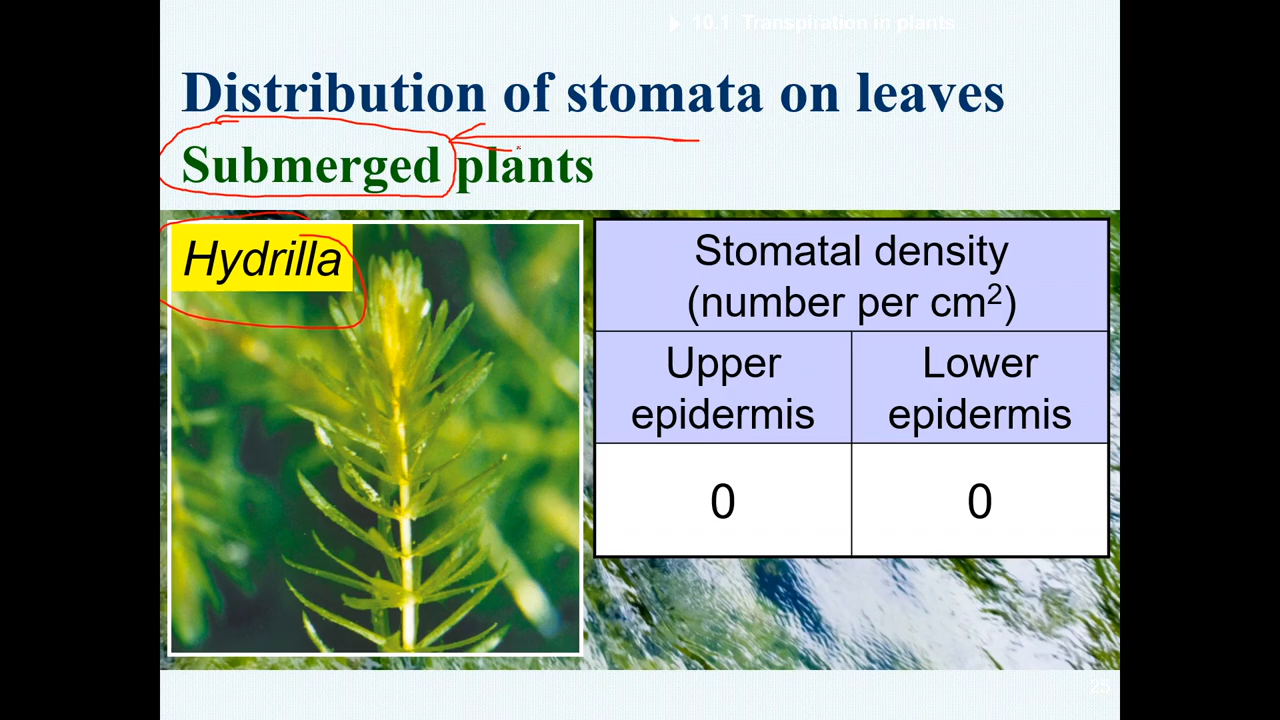 10.1 Transpiration in plants
Distribution of stomata on leaves
Submerged plants
Hydrilla
Stomatal density
(number per cm²)
Upper epidermis
Lower epidermis
0
0
25